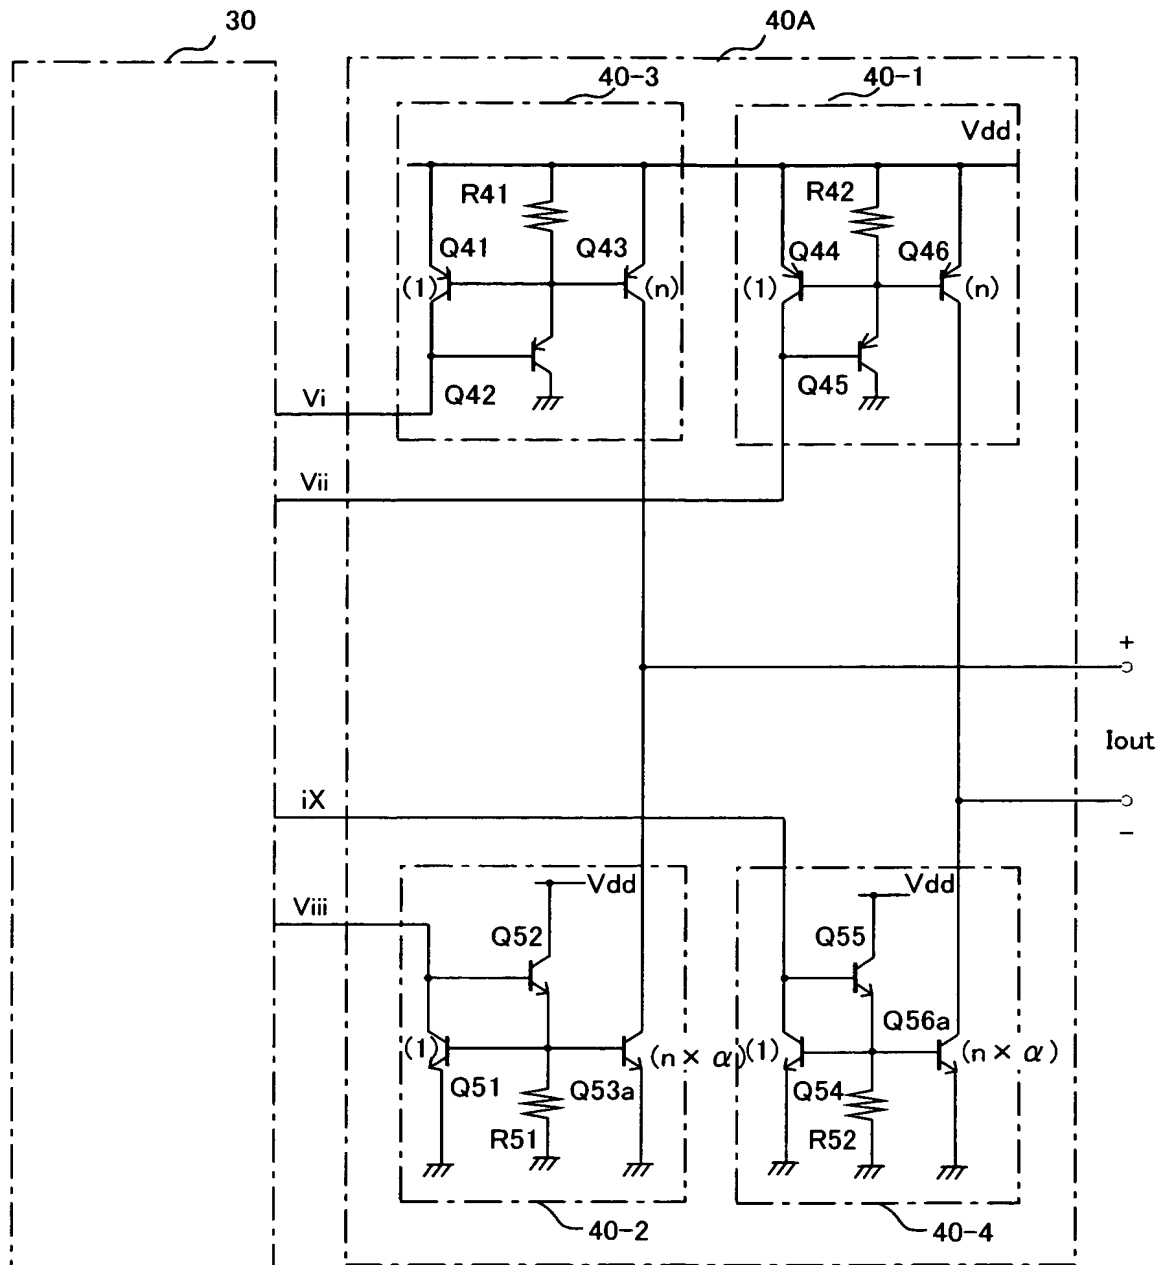 30
40A
40-3
40-1
Vdd
R41
R42
Q41
Q43
Q44
Q46
(1)
(n)
(1)
(n)
Q42
Q45
Vi
Vii
+
Iout
−
iX
Viii
Vdd
Vdd
Q52
Q55
Q56a
(1)
(n × α)
(1)
(n × α)
Q51
Q53a
Q54
R51
R52
40-2
40-4